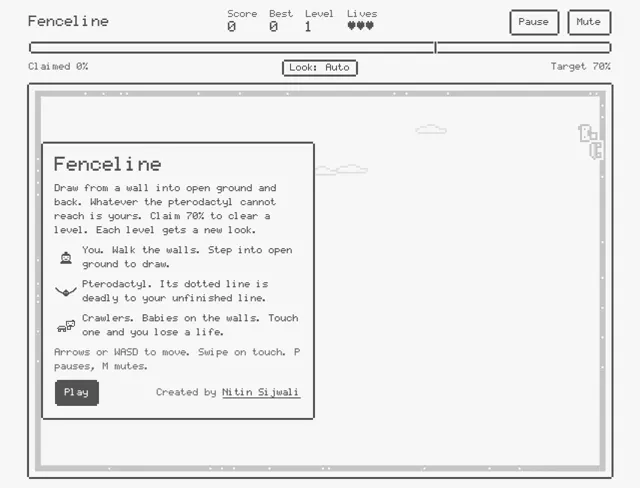 Fenceline
Score Best Level Lives
0 0 1
Pause
Mute
Claimed 0%
Look: Auto
Target 70%
Fenceline
Draw from a wall into open ground and
back. Whatever the pterodactyl cannot
reach is yours. Claim 70% to clear a
level. Each level gets a new look.
You. Walk the walls. Step into open
ground to draw.
Pterodactyl. Its dotted line is
deadly to your unfinished line.
Crawlers. Babies on the walls. Touch
one and you lose a life.
Arrows or WASD to move. Swipe on touch. P
pauses, M mutes.
Play
Created by Nitin Sijwali